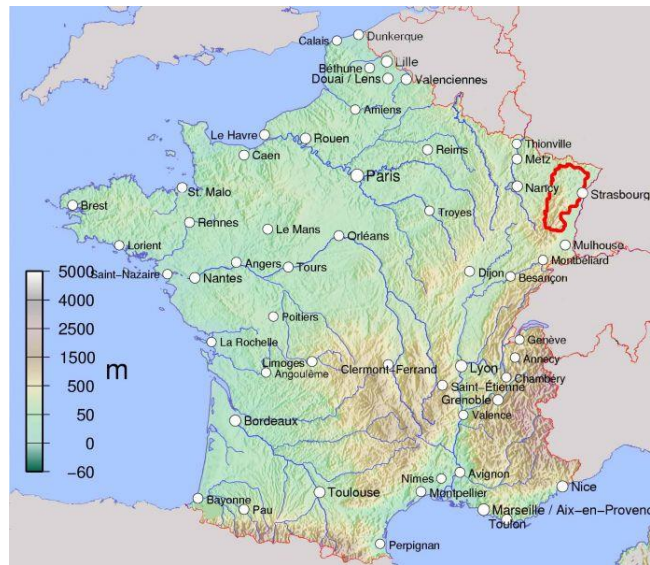 Calais
Dunkerque
Lille
Béthune
Douai / Lens
Valenciennes
Amiens
Le Havre
Rouen
Thionville
Caen
Reims
Metz
Paris
Nancy
St. Malo
Strasbourg
Brest
Troyes
Rennes
Le Mans
Orléans
Lorient
Mulhouse
Montbéliard
Angers
Tours
Dijon
Saint-Nazaire
Besançon
Nantes
5000
4000
2500
1500
500
50
0
-60
m
Poitiers
La Rochelle
Genève
Annecy
Limoges
Clermont-Ferrand
Lyon
Angoulême
Chambéry
Saint-Étienne
Grenoble
Valence
Bordeaux
Avignon
Nimes
Nice
Bayonne
Toulouse
Montpellier
Pau
Marseille / Aix-en-Provenc
Toulon
Perpignan